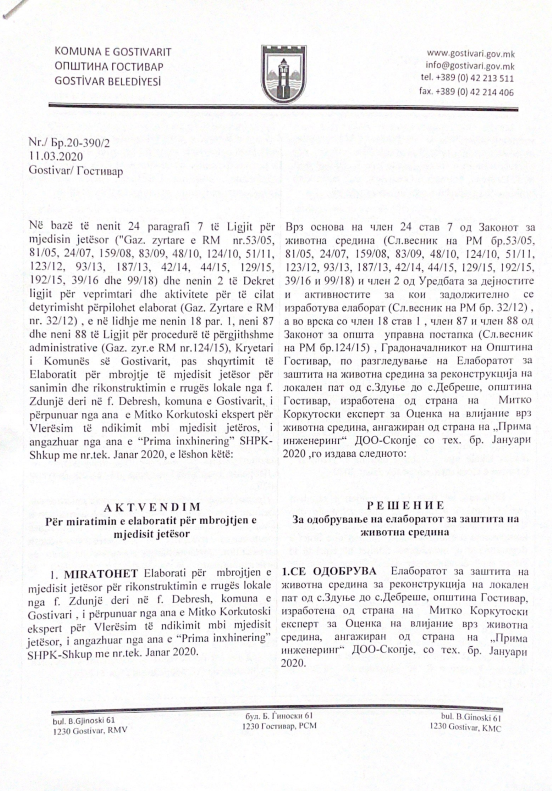 KOMUNA E GOSTIVARIT
ОПШТИНА ГОСТИВАР
GOSTİVAR BELEDİYESİ
www.gostivari.gov.mk
info@gostivari.gov.mk
tel. +389 (0) 42 213 511
fax. +389 (0) 42 214 406
Nr./ Бр.20-390/2
11.03.2020
Gostivar/ Гостивар
Në bazë të nenit 24 paragrafi 7 të Ligjit për
mjedisin jetësor ("Gaz. zyrtare e RM nr.53/05,
81/05, 24/07, 159/08, 83/09, 48/10, 124/10, 51/11,
123/12, 93/13, 187/13, 42/14, 44/15, 129/15,
192/15, 39/16 dhe 99/18) dhe nenin 2 të Dekret
ligjit për veprimtari dhe aktivitete për të cilat
detyrimisht përpilohet elaborat (Gaz. Zyrtare e RM
nr. 32/12) , e në lidhje me nenin 18 par. 1, neni 87
dhe neni 88 të Ligjit për procedurë të përgjithshme
administrative (Gaz. zyr.e RM nr.124/15), Kryetari
i Komunës së Gostivarit, pas shqyrtimit të
Elaboratit për mbrojtje të mjedisit jetësor për
sanimin dhe rikonstruktimin e rrugës lokale nga f.
Zdunjë deri në f. Debresh, komuna e Gostivarit, i
përpunuar nga ana e Mitko Korkutoski ekspert për
Vlerësim të ndikimit mbi mjedisit jetëros, i
angazhuar nga ana e “Prima inxhinering” SHPK-
Shkup me nr.tek. Janar 2020, e lëshon këtë:
A K T V E N D I M
Për miratimin e elaboratit për mbrojtjen e
mjedisit jetësor
1. MIRATOHET Elaborati për mbrojtjen e
mjedisit jetësor për rikonstruktimin e rrugës lokale
nga f. Zdunjë deri në f. Debresh, komuna e
Gostivari , i përpunuar nga ana e Mitko Korkutoski
ekspert për Vlerësim të ndikimit mbi mjedisit
jetësor, i angazhuar nga ana e “Prima inxhinering”
SHPK-Shkup me nr.tek. Janar 2020.
Врз основа на член 24 став 7 од Законот за
животна средина (Сл.весник на РМ бр.53/05,
81/05, 24/07, 159/08, 83/09, 48/10, 124/10, 51/11,
123/12, 93/13, 187/13, 42/14, 44/15, 129/15, 192/15,
39/16 и 99/18) и член 2 од Уредбата за дејностите
и активностите за кои задолжително се
изработува елаборат (Сл.весник на РМ бр. 32/12) ,
а во врска со член 18 став 1 , член 87 и член 88 од
Законот за општа управна постапка (Сл.весник
на РМ бр.124/15) , Градоначалникот на Општина
Гостивар, по разгледување на Елаборатот за
заштита на животна средина за реконструкција на
локален пат од с.Здуње до с.Дебреше, општина
Гостивар, изработена од страна на Митко
Коркутоски експерт за Оценка на влијание врз
животна средина, ангажиран од страна на „Прима
инженеринг“ ДОО-Скопје со тех. бр. Јануари
2020 ,го издава следното:
Р Е Ш Е Н И Е
За одобрување на елаборатот за заштита на
животна средина
1.СЕ ОДОБРУВА Елаборатот за заштита на
животна средина за реконструкција на локален
пат од с.Здуње до с.Дебреше, општина Гостивар,
изработена од страна на Митко Коркутоски
експерт за Оценка на влијание врз животна
средина, ангажиран од страна на „Прима
инженеринг“ ДОО-Скопје, со тех. бр. Јануари
2020.
bul. B.Gjinoski 61
1230 Gostivar, RMV
бул. Б. Ѓиноски 61
1230 Гостивар, РСМ
bul. B. Ginoski 61
1230 Gostivar, KMC